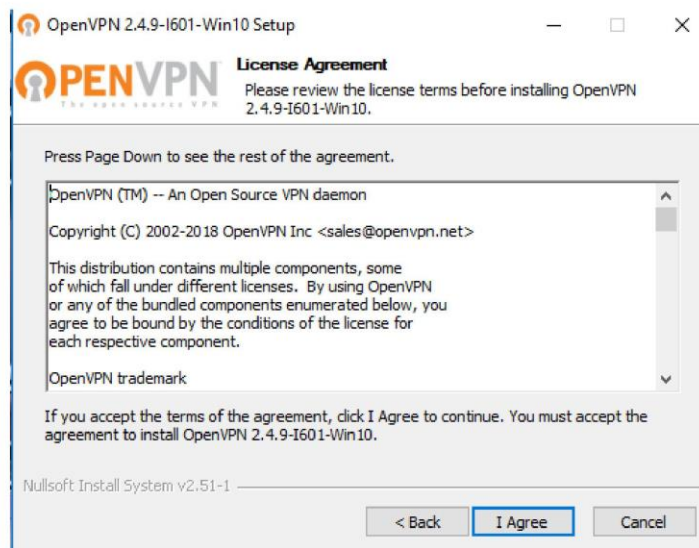 OpenVPN 2.4.9-I601-Win10 Setup
OPENVPN
The open source VPN
License Agreement
Please review the license terms before installing OpenVPN
2.4.9-I601-Win10.
Press Page Down to see the rest of the agreement.
OpenVPN (TM) -- An Open Source VPN daemon
Copyright (C) 2002-2018 OpenVPN Inc <sales@openvpn.net>
This distribution contains multiple components, some
of which fall under different licenses. By using OpenVPN
or any of the bundled components enumerated below, you
agree to be bound by the conditions of the license for
each respective component.
OpenVPN trademark
If you accept the terms of the agreement, click I Agree to continue. You must accept the
agreement to install OpenVPN 2.4.9-I601-Win10.
Nullsoft Install System v2.51-1
< Back
I Agree
Cancel